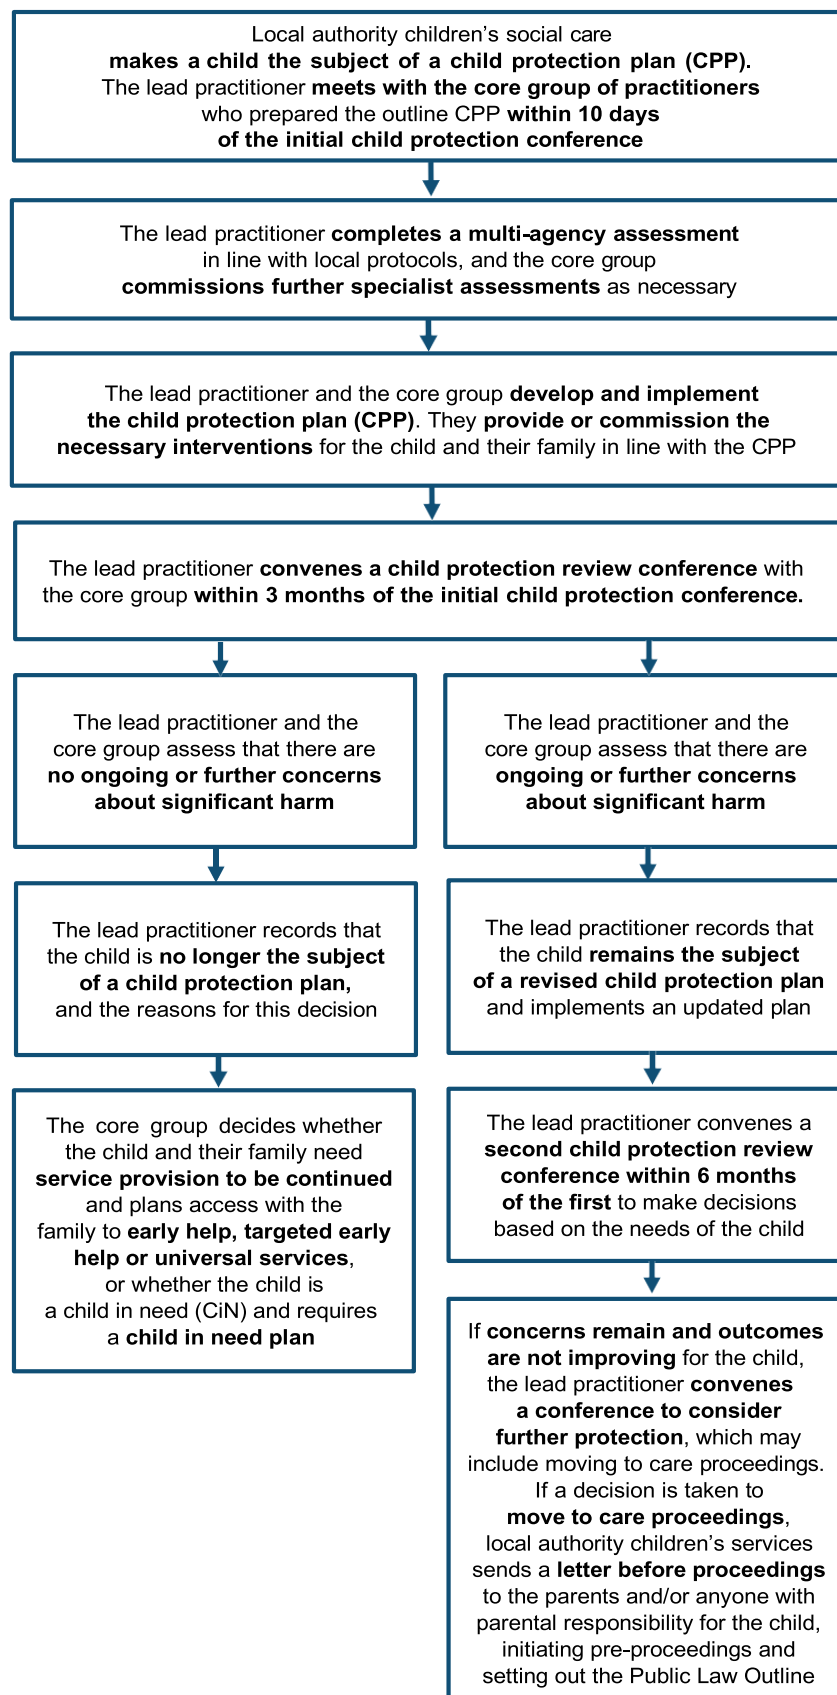 Local authority children’s social care
makes a child the subject of a child protection plan (CPP).
The lead practitioner meets with the core group of practitioners
who prepared the outline CPP within 10 days
of the initial child protection conference
The lead practitioner completes a multi-agency assessment
in line with local protocols, and the core group
commissions further specialist assessments as necessary
The lead practitioner and the core group develop and implement
the child protection plan (CPP). They provide or commission the
necessary interventions for the child and their family in line with the CPP
The lead practitioner convenes a child protection review conference with
the core group within 3 months of the initial child protection conference.
The lead practitioner and the
core group assess that there are
no ongoing or further concerns
about significant harm
The lead practitioner records that
the child is no longer the subject
of a child protection plan,
and the reasons for this decision
The core group decides whether
the child and their family need
service provision to be continued
and plans access with the
family to early help, targeted early
help or universal services,
or whether the child is
a child in need (CiN) and requires
a child in need plan
The lead practitioner and the
core group assess that there are
ongoing or further concerns
about significant harm
The lead practitioner records that
the child remains the subject
of a revised child protection plan
and implements an updated plan
The lead practitioner convenes a
second child protection review
conference within 6 months
of the first to make decisions
based on the needs of the child
If concerns remain and outcomes
are not improving for the child,
the lead practitioner convenes
a conference to consider
further protection, which may
include moving to care proceedings.
If a decision is taken to
move to care proceedings,
local authority children’s services
sends a letter before proceedings
to the parents and/or anyone with
parental responsibility for the child,
initiating pre-proceedings and
setting out the Public Law Outline